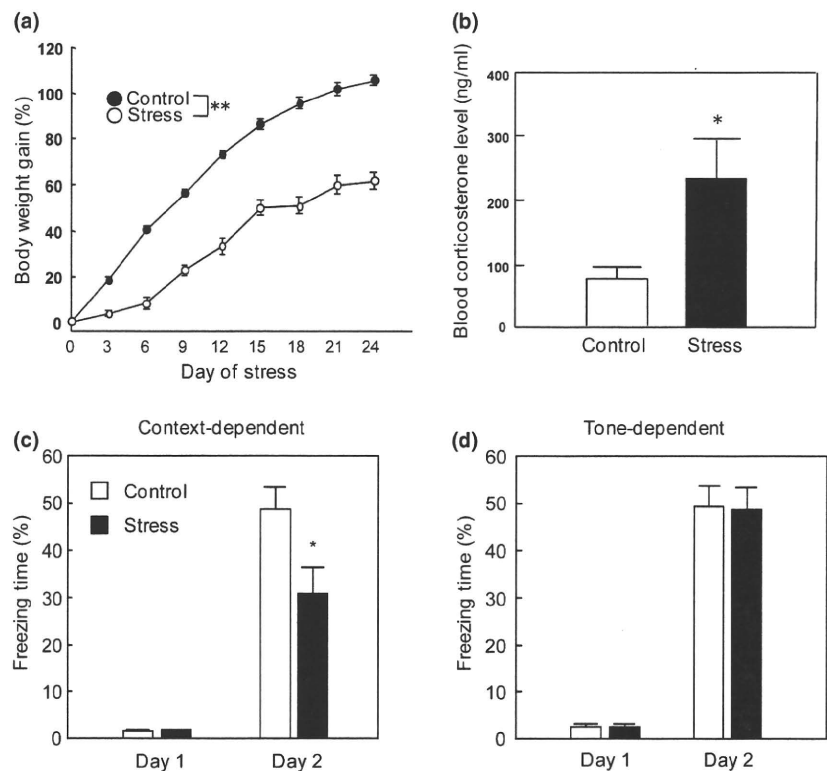 (a)
Body weight gain (%)
120
100
80
60
40
20
0
Control
Stress
**
0 3 6 9 12 15 18 21 24
Day of stress
(b)
Blood corticosterone level (ng/ml)
400
300
200
100
0
*
Control Stress
(c)
Context-dependent
Freezing time (%)
60
50
40
30
20
10
0
Control
Stress
*
Day 1 Day 2
(d)
Tone-dependent
Freezing time (%)
60
50
40
30
20
10
0
Day 1 Day 2